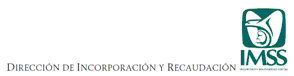 IMSS
DIRECCIÓN DE INCORPORACIÓN Y RECAUDACIÓN